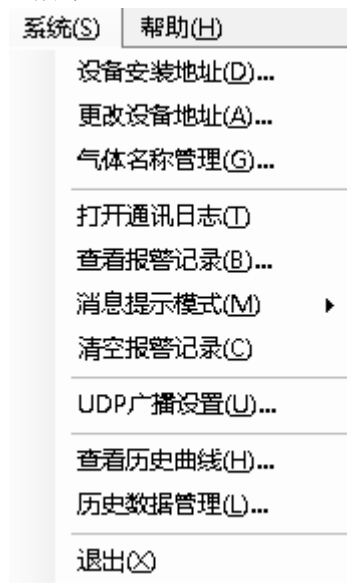 系统(S) 帮助(H)
设备安装地址(D)...
更改设备地址(A)...
气体名称管理(G)...
打开通讯日志(T)
查看报警记录(B)...
消息提示模式(M)
清空报警记录(C)
UDP广播设置(U)...
查看历史曲线(H)...
历史数据管理(L)...
退出(X)